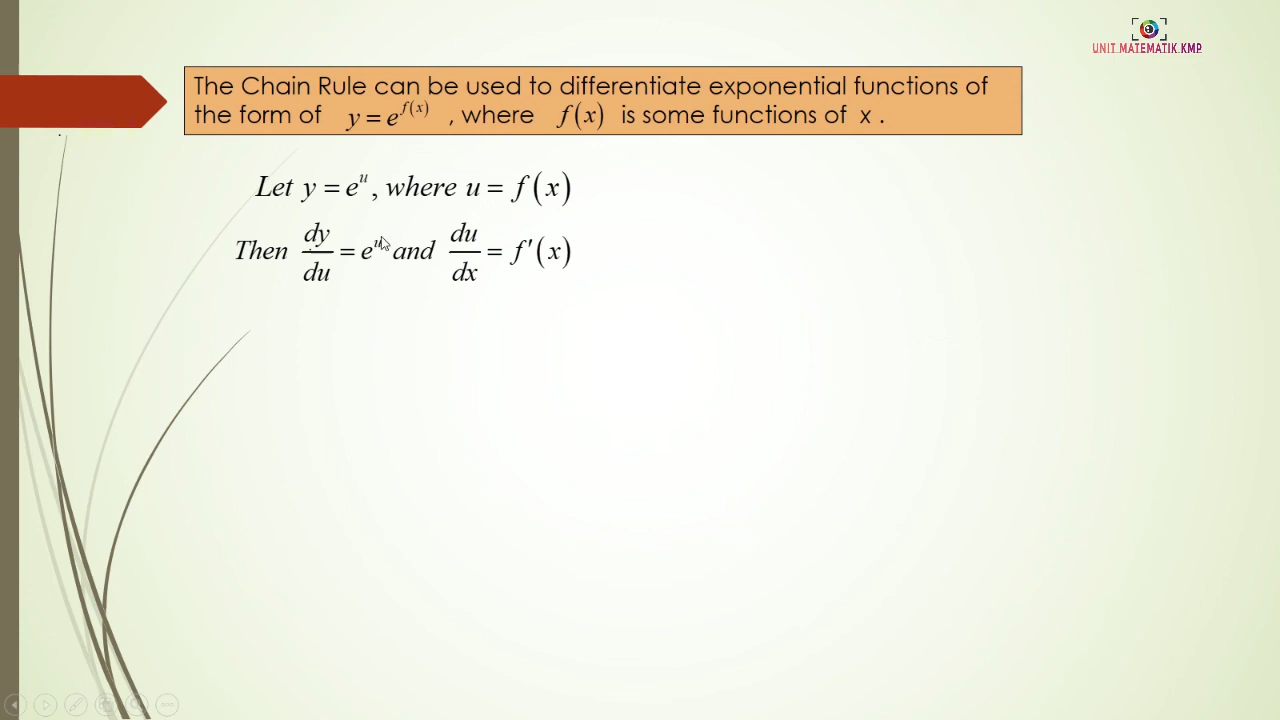 UNIT MATEMATIK.KMP
The Chain Rule can be used to differentiate exponential functions of
the form of y = e^{f(x)} , where f(x) is some functions of x .
Let y = e^u , where u = f(x)
Then dy/du = e^u and du/dx = f'(x)